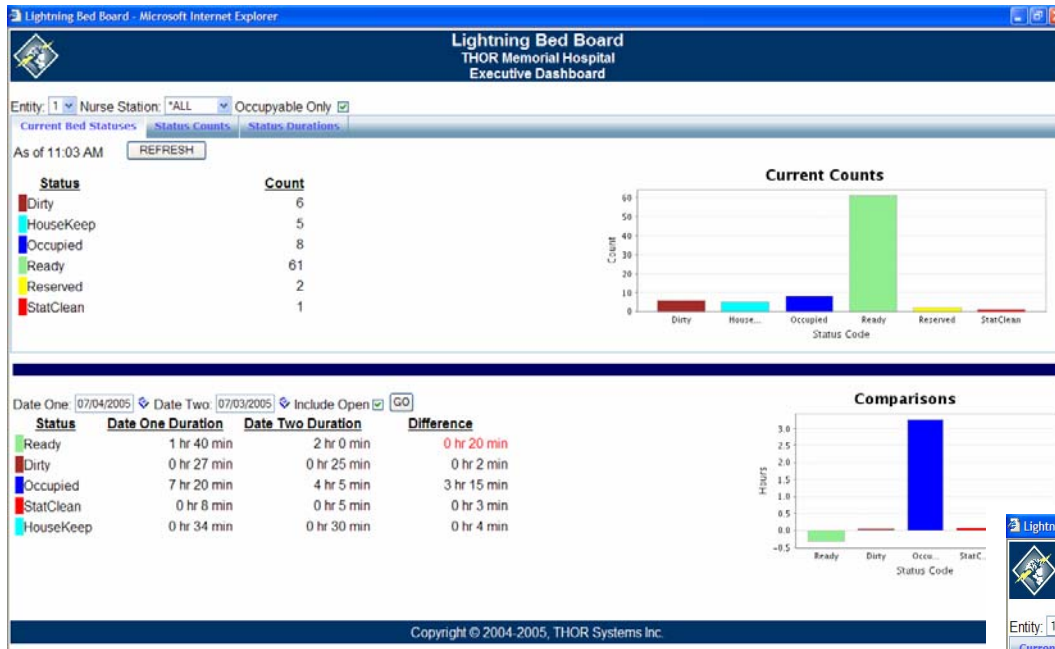 Lightning Bed Board - Microsoft Internet Explorer
Lightning Bed Board
THOR Memorial Hospital
Executive Dashboard
Entity: 1 Nurse Station: *ALL Occupyable Only
Current Bed Statuses Status Counts Status Durations
As of 11:03 AM REFRESH
Status Count
Dirty 6
HouseKeep 5
Occupied 8
Ready 61
Reserved 2
StatClean 1
Current Counts
60
50
40
30
20
10
0
Count
Dirty House... Occupied Ready Reserved StatClean
Status Code
Date One: 07/04/2005 Date Two: 07/03/2005 Include Open GO
Status Date One Duration Date Two Duration Difference
Ready 1 hr 40 min 2 hr 0 min 0 hr 20 min
Dirty 0 hr 27 min 0 hr 25 min 0 hr 2 min
Occupied 7 hr 20 min 4 hr 5 min 3 hr 15 min
StatClean 0 hr 8 min 0 hr 5 min 0 hr 3 min
HouseKeep 0 hr 34 min 0 hr 30 min 0 hr 4 min
Comparisons
3.0
2.5
2.0
1.5
1.0
0.5
0.0
-0.5
Hours
Ready Dirty Occu... StatC..
Status Code
Copyright © 2004-2005, THOR Systems Inc.
Lightn
Entity: 1
Curren